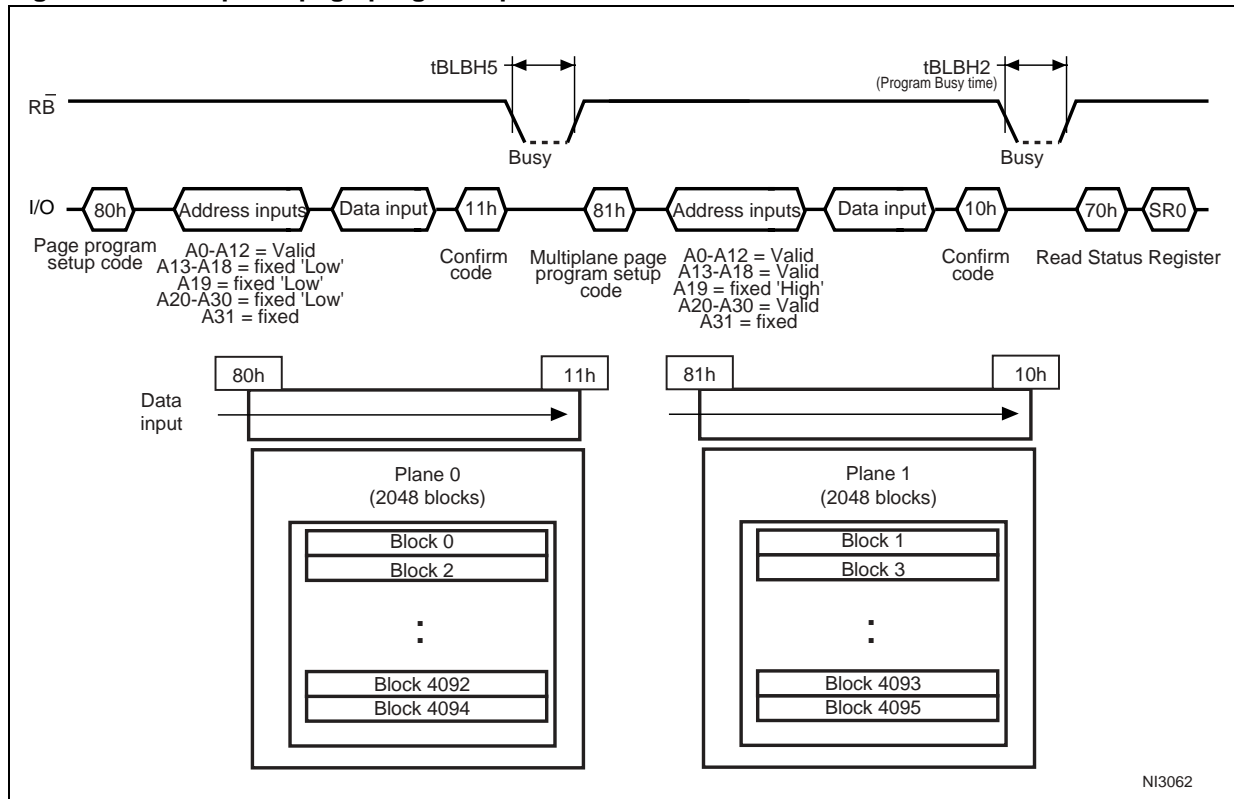 tBLBH5
tBLBH2
(Program Busy time)
RB̅
Busy
Busy
I/O
80h
Address inputs
Data input
11h
81h
Address inputs
Data input
10h
70h
SR0
Page program
setup code
A0-A12 = Valid
A13-A18 = fixed 'Low'
A19 = fixed 'Low'
A20-A30 = fixed 'Low'
A31 = fixed
Confirm
code
Multiplane page
program setup
code
A0-A12 = Valid
A13-A18 = Valid
A19 = fixed 'High'
A20-A30 = Valid
A31 = fixed
Confirm
code
Read Status Register
80h
11h
81h
10h
Data
input
Plane 0
(2048 blocks)
Block 0
Block 2
:
Block 4092
Block 4094
Plane 1
(2048 blocks)
Block 1
Block 3
:
Block 4093
Block 4095
NI3062